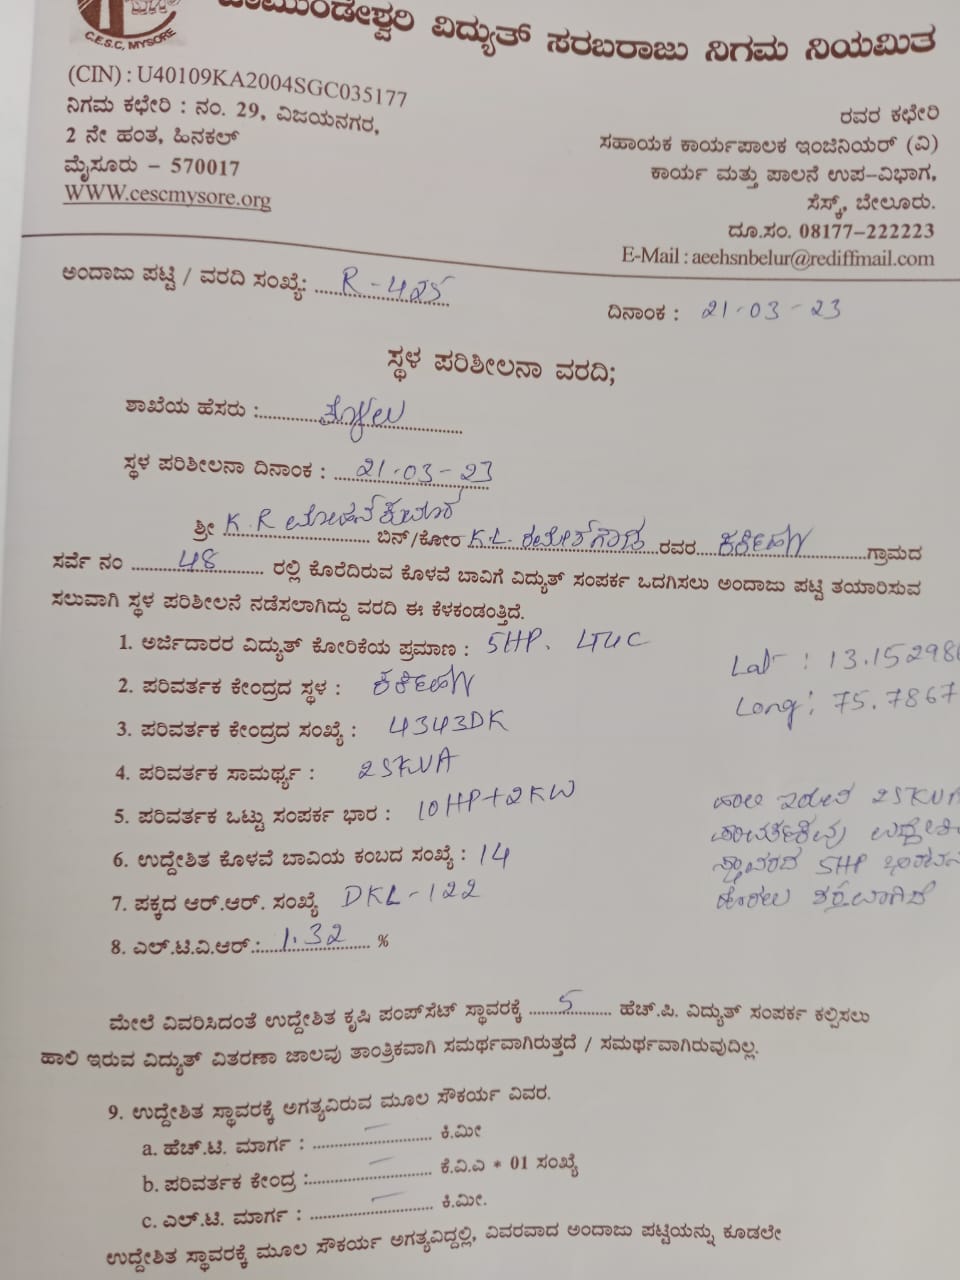 ಚಾಮುಂಡೇಶ್ವರಿ ವಿದ್ಯುತ್ ಸರಬರಾಜು ನಿಗಮ ನಿಯಮಿತ
C.E.S.C, MYSORE
(CIN) : U40109KA2004SGC035177
ನಿಗಮ ಕಛೇರಿ : ನಂ. 29, ವಿಜಯನಗರ,
2 ನೇ ಹಂತ, ಹಿನಕಲ್
ಮೈಸೂರು – 570017
WWW.cescmysore.org
ರವರ ಕಛೇರಿ
ಸಹಾಯಕ ಕಾರ್ಯಪಾಲಕ ಇಂಜಿನಿಯರ್ (ವಿ)
ಕಾರ್ಯ ಮತ್ತು ಪಾಲನೆ ಉಪ-ವಿಭಾಗ,
ಸೆಸ್ಕ್, ಬೇಲೂರು.
ದೂ.ಸಂ. 08177-222223
E-Mail : aeehsnbelur@rediffmail.com
ಅಂದಾಜು ಪಟ್ಟಿ / ವರದಿ ಸಂಖ್ಯೆ: R-425
ದಿನಾಂಕ : 21-03-23
ಸ್ಥಳ ಪರಿಶೀಲನಾ ವರದಿ;
ಶಾಖೆಯ ಹೆಸರು :
ಸ್ಥಳ ಪರಿಶೀಲನಾ ದಿನಾಂಕ : 21-03-23
ಶ್ರೀ K.R ಮೋಹನ್ ಕುಮಾರ್ ಬಿನ್/ಕೋರಿ K.L. ರಮೇಶ್ ಗೌಡ ರವರ ಗ್ರಾಮದ
ಸರ್ವೆ ನಂ 48 ರಲ್ಲಿ ಕೊರೆದಿರುವ ಕೊಳವೆ ಬಾವಿಗೆ ವಿದ್ಯುತ್ ಸಂಪರ್ಕ ಒದಗಿಸಲು ಅಂದಾಜು ಪಟ್ಟಿ ತಯಾರಿಸುವ
ಸಲುವಾಗಿ ಸ್ಥಳ ಪರಿಶೀಲನೆ ನಡೆಸಲಾಗಿದ್ದು ವರದಿ ಈ ಕೆಳಕಂಡಂತ್ತಿದೆ.
1. ಅರ್ಜಿದಾರರ ವಿದ್ಯುತ್ ಕೋರಿಕೆಯ ಪ್ರಮಾಣ : 5HP.
Lat : 13.15298
2. ಪರಿವರ್ತಕ ಕೇಂದ್ರದ ಸ್ಥಳ :
Long: 75.7867
3. ಪರಿವರ್ತಕ ಕೇಂದ್ರದ ಸಂಖ್ಯೆ : 4343DK
4. ಪರಿವರ್ತಕ ಸಾಮರ್ಥ್ಯ : 25KVA
5. ಪರಿವರ್ತಕ ಒಟ್ಟು ಸಂಪರ್ಕ ಭಾರ : 10HP+2KW
ಹಾಲಿ ಇರುವ 25KVA
6. ಉದ್ದೇಶಿತ ಕೊಳವೆ ಬಾವಿಯ ಕಂಬದ ಸಂಖ್ಯೆ : 14
ಸ್ಥಾವರದ 5HP
7. ಪಕ್ಕದ ಆರ್.ಆರ್. ಸಂಖ್ಯೆ DKL-122
8. ಎಲ್.ಟಿ.ವಿ.ಆರ್.: 1.32 %
ಮೇಲೆ ವಿವರಿಸಿದಂತೆ ಉದ್ದೇಶಿತ ಕೃಷಿ ಪಂಪ್‌ಸೆಟ್ ಸ್ಥಾವರಕ್ಕೆ 5 ಹೆಚ್.ಪಿ. ವಿದ್ಯುತ್ ಸಂಪರ್ಕ ಕಲ್ಪಿಸಲು
ಹಾಲಿ ಇರುವ ವಿದ್ಯುತ್ ವಿತರಣಾ ಜಾಲವು ತಾಂತ್ರಿಕವಾಗಿ ಸಮರ್ಥವಾಗಿರುತ್ತದೆ / ಸಮರ್ಥವಾಗಿರುವುದಿಲ್ಲ.
9. ಉದ್ದೇಶಿತ ಸ್ಥಾವರಕ್ಕೆ ಅಗತ್ಯವಿರುವ ಮೂಲ ಸೌಕರ್ಯ ವಿವರ.
a. ಹೆಚ್.ಟಿ. ಮಾರ್ಗ : – ಕಿ.ಮೀ
b. ಪರಿವರ್ತಕ ಕೇಂದ್ರ : – ಕೆ.ವಿ.ಎ * 01 ಸಂಖ್ಯೆ
c. ಎಲ್.ಟಿ. ಮಾರ್ಗ : – ಕಿ.ಮೀ.
ಉದ್ದೇಶಿತ ಸ್ಥಾವರಕ್ಕೆ ಮೂಲ ಸೌಕರ್ಯ ಅಗತ್ಯವಿದ್ದಲ್ಲಿ, ವಿವರವಾದ ಅಂದಾಜು ಪಟ್ಟಿಯನ್ನು ಕೂಡಲೇ